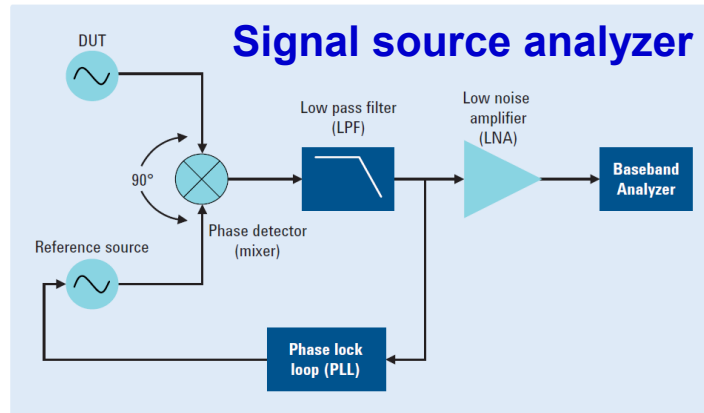 Signal source analyzer
DUT
Low pass filter
(LPF)
Low noise
amplifier
(LNA)
90°
Baseband
Analyzer
Phase detector
(mixer)
Reference source
Phase lock
loop (PLL)